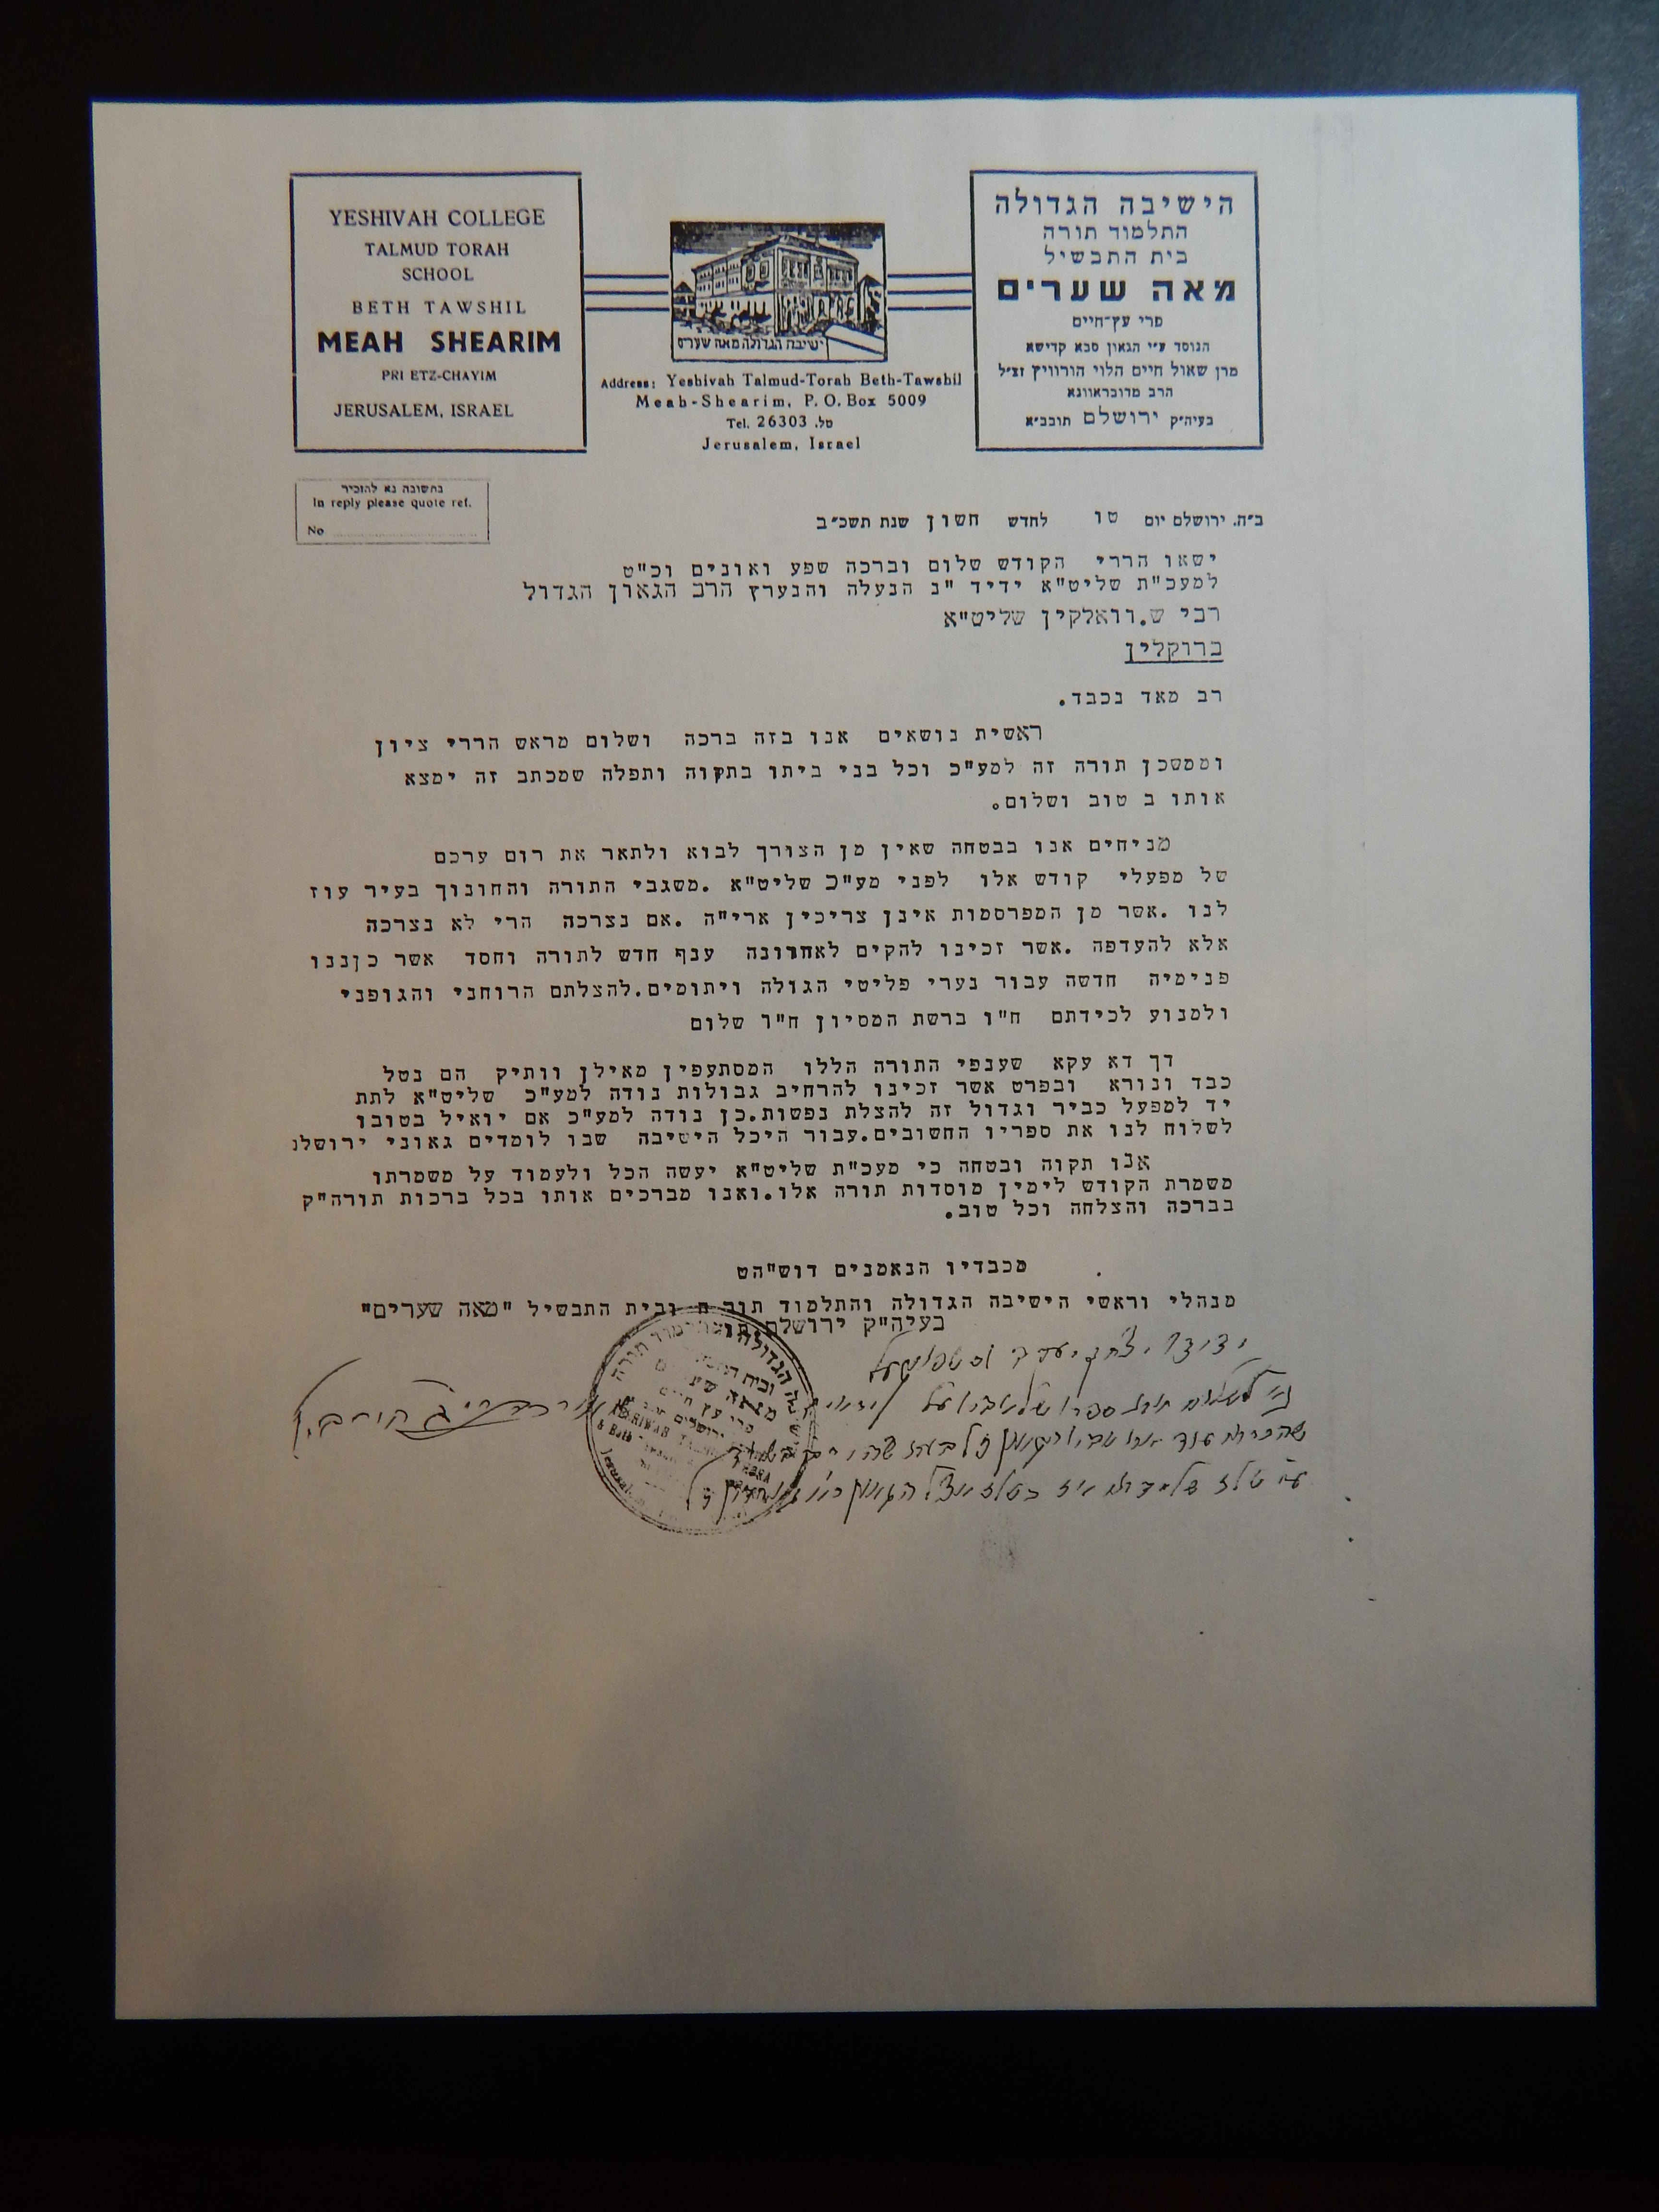 YESHIVAH COLLEGE
TALMUD TORAH
SCHOOL
BETH TAWSHIL
MEAH SHEARIM
PRI ETZ-CHAYIM
JERUSALEM, ISRAEL
ישיבה הגדולה מאה שערים
Address: Yeshivah Talmud-Torah Beth-Tawshil
Meah-Shearim, P.O. Box 5009
Tel. 26303 טל.
Jerusalem, Israel
הישיבה הגדולה
התלמוד תורה
בית התבשיל
מאה שערים
פרי עץ־חיים
הנוסד ע״י הגאון סבא קדישא
מרן שאול חיים הלוי הורוויץ זצ״ל
הרב מדובראוונא
בעיה״ק ירושלם תובב״א
בתשובה נא להזכיר
In reply please quote ref.
No
ב״ה. ירושלם יום טו לחדש חשון שנת תשכ״ב
ישאו הררי הקודש שלום וברכה שפע ואונים וכ"ט
למעכ"ת שליט"א ידיד "נ הנעלה והנערץ הרב הגאון הגדול
רבי ש.וואלקין שליט"א
ברוקלין
רב מאד נכבד.
ראשית נושאים אנו בזה ברכה ושלום מראש הררי ציון
וממשכן תורה זה למע"כ וכל בני ביתו בתקוה ותפלה שמכתב זה ימצא
אותו ב טוב ושלום.
מניחים אנו בבטחה שאין מן הצורך לבוא ולתאר את רום ערכם
של מפעלי קודש אלו לפני מע"כ שליט"א .משגבי התורה והחונוך בעיר עוז
לנו .אשר מן המפרסמות אינן צריכין ארי"ה .אם נצרכה הרי לא נצרכה
אלא להעדפה .אשר זכינו להקים לאחרונה ענף חדש לתורה וחסד אשר כוננו
פנימיה חדשה עבור נערי פליטי הגולה ויתומים.להצלתם הרוחני והגופני
ולמנוע לכידתם ח"ו ברשת המסיון ח"ו שלום
דך דא עקא שענפי התורה הללו המסתעפין מאילן וותיק הם נטל
כבד ונורא ובפרט אשר זכינו להרחיב גבולות נודה למע"כ שליט"א לתת
יד למפעל כביר וגדול זה להצלת נפשות.כן נודה למע"כ אם יואיל בטובו
לשלוח לנו את ספריו החשובים.עבור היכל הישיבה שבו לומדים גאוני ירושלנ
אנו תקוה ובטחה כי מעכ"ת שליט"א יעשה הכל ולעמוד על משמרתו
משמרת הקודש לימין מוסדות תורה אלו.ואנו מברכים אותו בכל ברכות תורה"ק
בברכה והצלחה וכל טוב.
מכבדיו הנאמנים דוש"הט
מנהלי וראשי הישיבה הגדולה והתלמוד תורה ובית התבשיל "מאה שערים"
בעיה"ק ירושלם